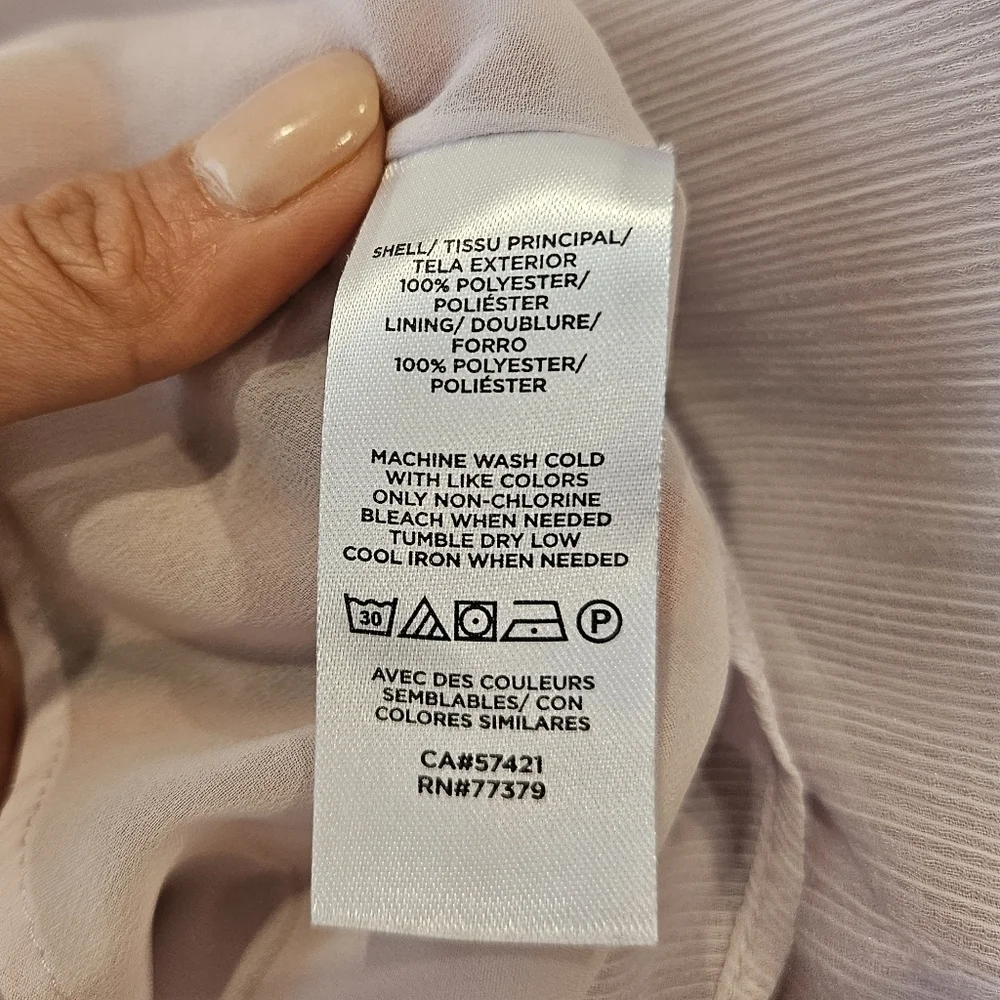 SHELL/ TISSU PRINCIPAL/
TELA EXTERIOR
100% POLYESTER/
POLIÉSTER
LINING/ DOUBLURE/
FORRO
100% POLYESTER/
POLIÉSTER
MACHINE WASH COLD
WITH LIKE COLORS
ONLY NON-CHLORINE
BLEACH WHEN NEEDED
TUMBLE DRY LOW
COOL IRON WHEN NEEDED
30 P
AVEC DES COULEURS
SEMBLABLES/ CON
COLORES SIMILARES
CA#57421
RN#77379